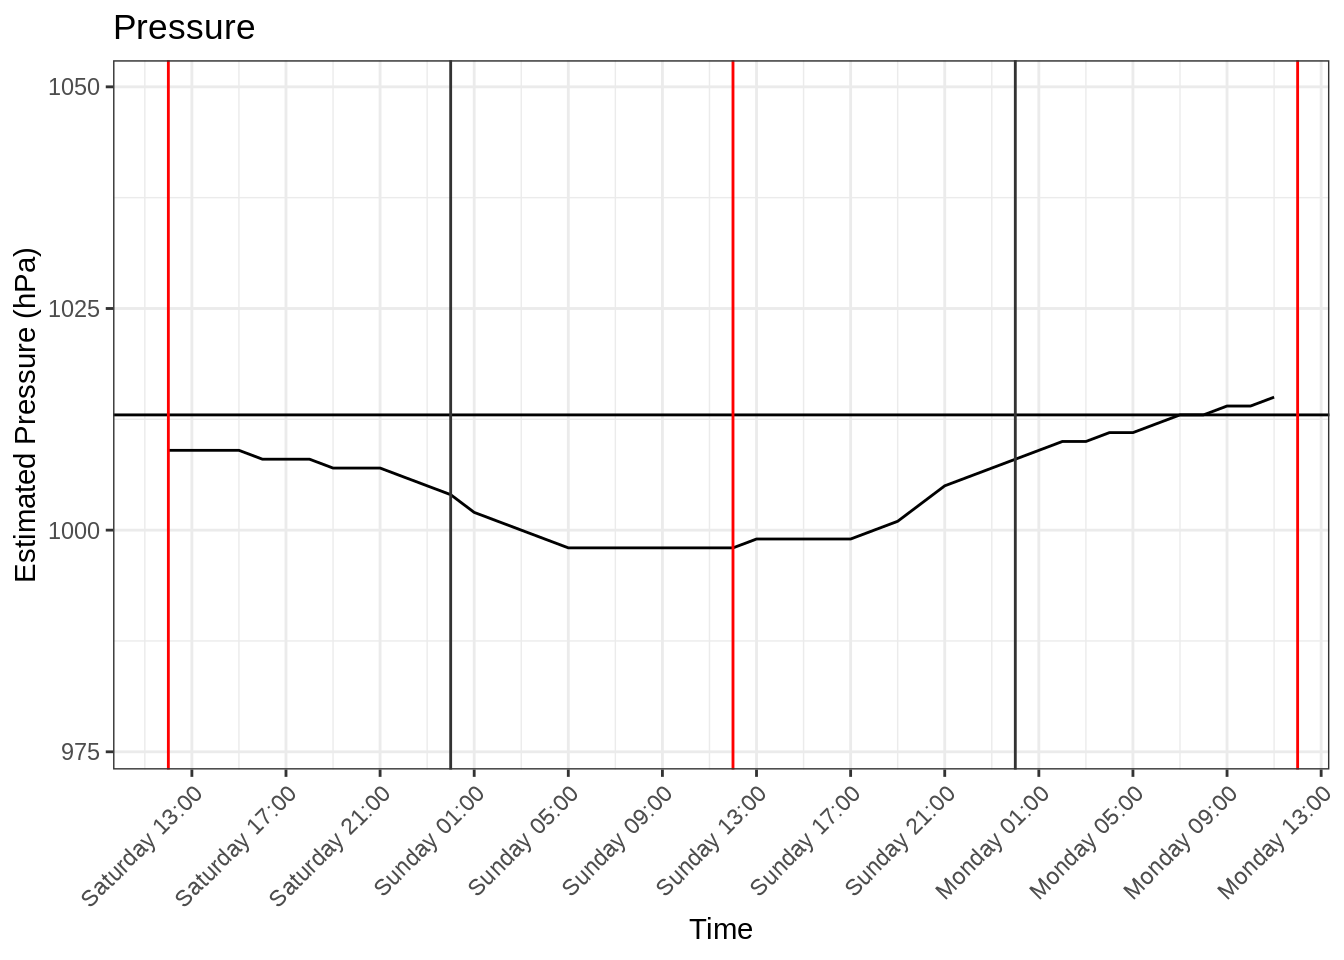 Pressure
Estimated Pressure (hPa)
1050
1025
1000
975
Saturday 13:00
Saturday 17:00
Saturday 21:00
Sunday 01:00
Sunday 05:00
Sunday 09:00
Sunday 13:00
Sunday 17:00
Sunday 21:00
Monday 01:00
Monday 05:00
Monday 09:00
Monday 13:00
Time